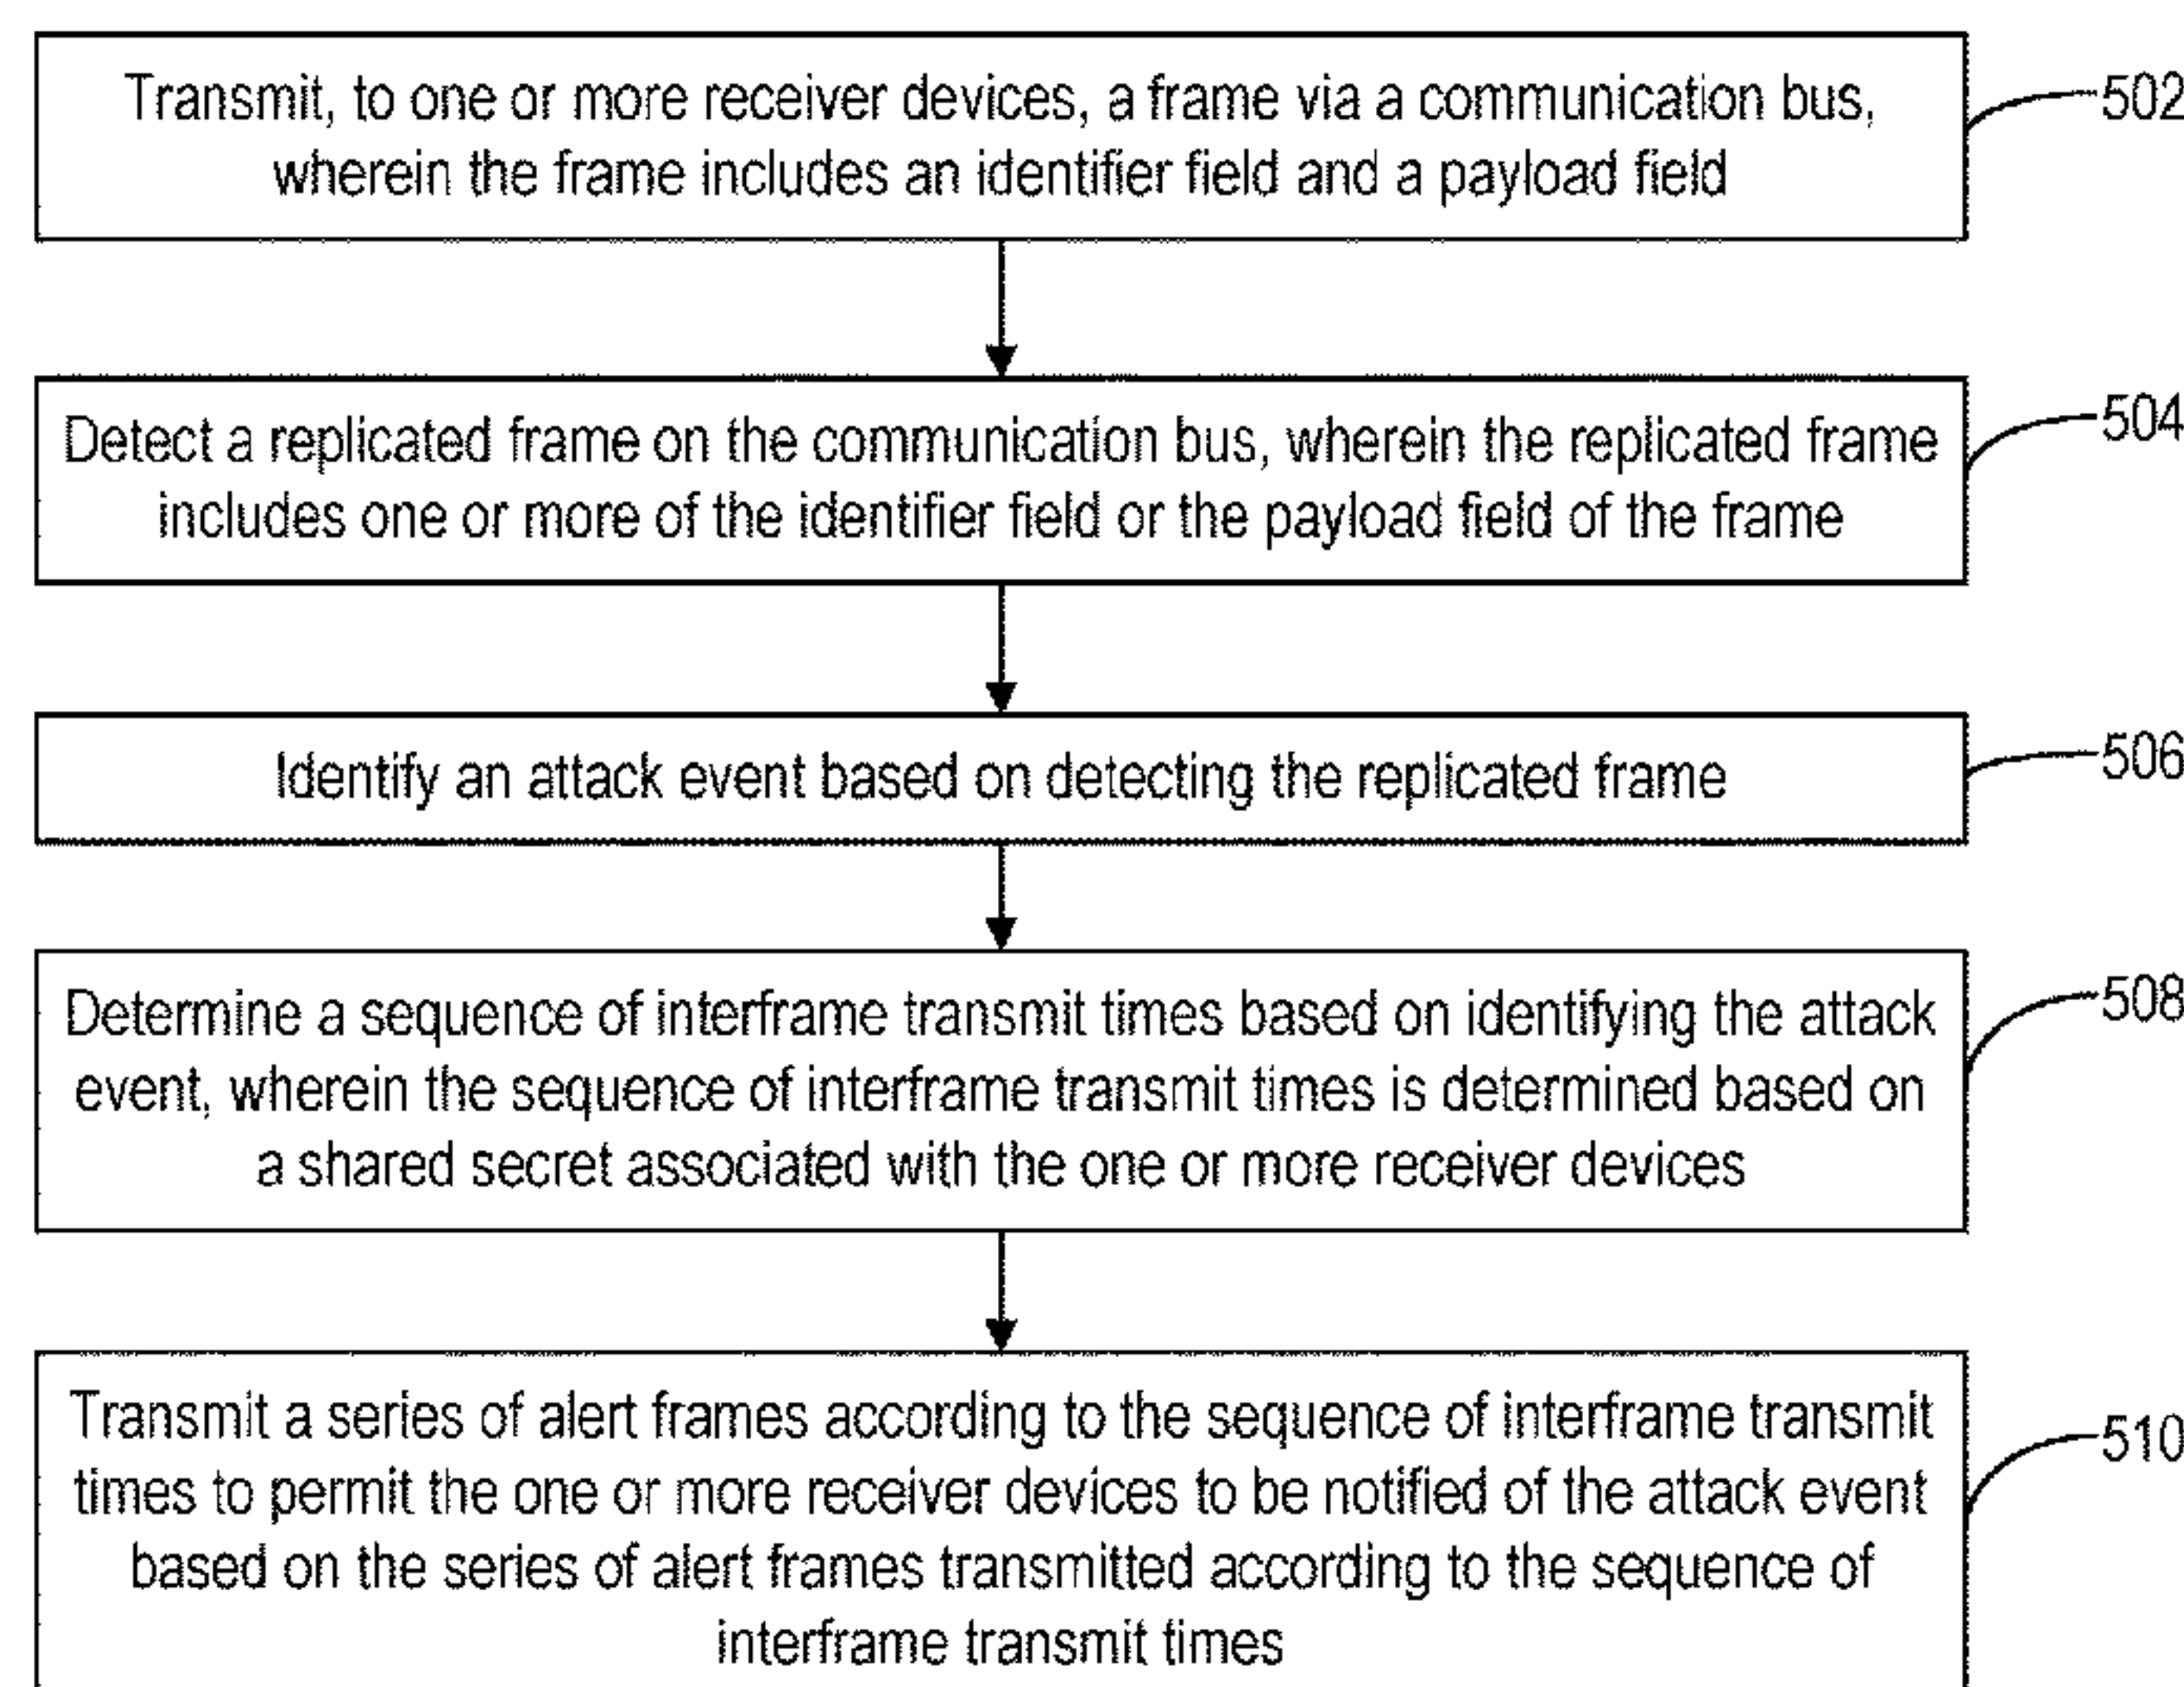 Transmit, to one or more receiver devices, a frame via a communication bus,
wherein the frame includes an identifier field and a payload field
502
Detect a replicated frame on the communication bus, wherein the replicated frame
includes one or more of the identifier field or the payload field of the frame
504
Identify an attack event based on detecting the replicated frame
506
Determine a sequence of interframe transmit times based on identifying the attack
event, wherein the sequence of interframe transmit times is determined based on
a shared secret associated with the one or more receiver devices
508
Transmit a series of alert frames according to the sequence of interframe transmit
times to permit the one or more receiver devices to be notified of the attack event
based on the series of alert frames transmitted according to the sequence of
interframe transmit times
510